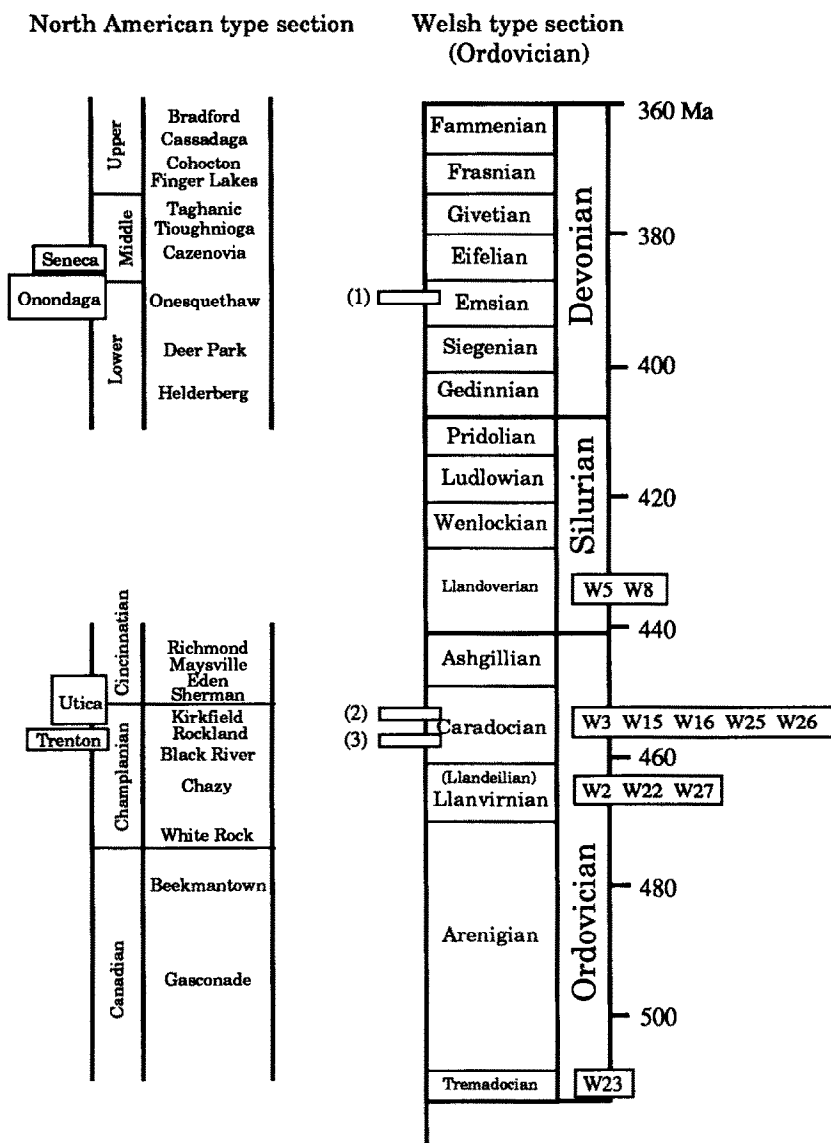 North American type section
Welsh type section
(Ordovician)
Upper
Bradford
Cassadaga
Cohocton
Finger Lakes
Middle
Taghanic
Tioughnioga
Cazenovia
Seneca
Onondaga
Onesquethaw
Lower
Deer Park
Helderberg
Cincinnatian
Richmond
Maysville
Eden
Sherman
Utica
Trenton
Champlanian
Kirkfield
Rockland
Black River
Chazy
White Rock
Canadian
Beekmantown
Gasconade
Fammenian
Frasnian
Givetian
Eifelian
(1)
Emsian
Siegenian
Gedinnian
Devonian
Pridolian
Ludlowian
Wenlockian
Llandoverian
Silurian
W5 W8
Ashgillian
(2)
(3)
Caradocian
W3 W15 W16 W25 W26
(Llandeilian)
Llanvirnian
W2 W22 W27
Arenigian
Ordovician
Tremadocian
W23
360 Ma
380
400
420
440
460
480
500